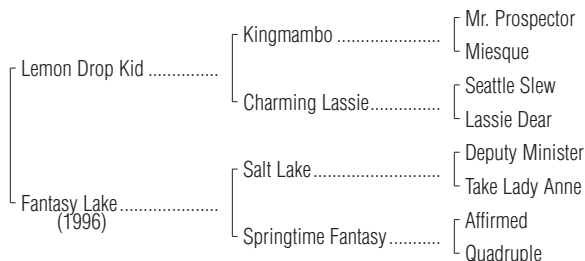 Mr. Prospector
Kingmambo ......................
Miesque
Lemon Drop Kid ...............
Seattle Slew
Charming Lassie...............
Lassie Dear
Deputy Minister
Salt Lake...........................
Take Lady Anne
Fantasy Lake.....................
(1996)
Affirmed
Springtime Fantasy...........
Quadruple